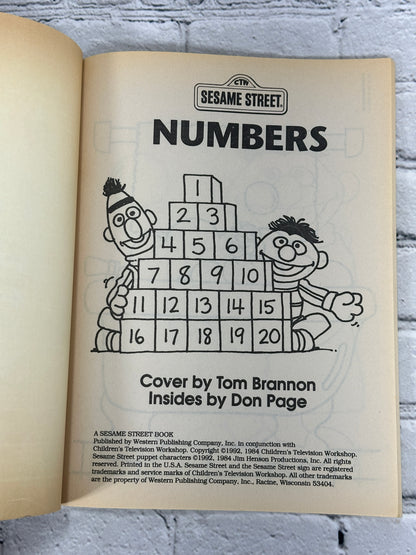 CTW
SESAME STREET®
NUMBERS
1
2 3
4 5 6
7 8 9 10
11 12 13 14 15
16 17 18 19 20
Cover by Tom Brannon
Insides by Don Page
A SESAME STREET BOOK
Published by Western Publishing Company, Inc. in conjunction with
Children's Television Workshop. Copyright ©1992, 1984 Children's Television Workshop.
Sesame Street puppet characters ©1992, 1984 Jim Henson Productions, Inc. All rights
reserved. Printed in the U.S.A. Sesame Street and the Sesame Street sign are registered
trademarks and service marks of Children's Television Workshop. All other trademarks
are the property of Western Publishing Company, Inc., Racine, Wisconsin 53404.